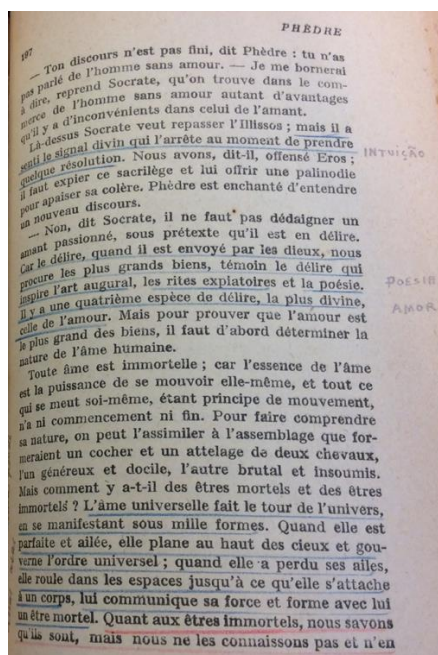 PHÈDRE
197
— Ton discours n'est pas fini, dit Phèdre : tu n'as
pas parlé de l'homme sans amour. — Je me bornerai
à dire, reprend Socrate, qu'on trouve dans le com-
merce de l'homme sans amour autant d'avantages
qu'il y a d'inconvénients dans celui de l'amant.
Là-dessus Socrate veut repasser l'Illissos ; mais il a
senti le signal divin qui l'arrête au moment de prendre
INTUIÇÃO
quelque résolution. Nous avons, dit-il, offensé Eros ;
il faut expier ce sacrilège et lui offrir une palinodie
pour apaiser sa colère. Phèdre est enchanté d'entendre
un nouveau discours.
— Non, dit Socrate, il ne faut pas dédaigner un
amant passionné, sous prétexte qu'il est en délire.
Car le délire, quand il est envoyé par les dieux, nous
procure les plus grands biens, témoin le délire qui
inspire l'art augural, les rites expiatoires et la poésie.
POESIA
Il y a une quatrième espèce de délire, la plus divine,
AMOR
celle de l'amour. Mais pour prouver que l'amour est
le plus grand des biens, il faut d'abord déterminer la
nature de l'âme humaine.
Toute âme est immortelle ; car l'essence de l'âme
est la puissance de se mouvoir elle-même, et tout ce
qui se meut soi-même, étant principe de mouvement,
n'a ni commencement ni fin. Pour faire comprendre
sa nature, on peut l'assimiler à l'assemblage que for-
meraient un cocher et un attelage de deux chevaux,
l'un généreux et docile, l'autre brutal et insoumis.
Mais comment y a-t-il des êtres mortels et des êtres
immortels ? L'âme universelle fait le tour de l'univers,
en se manifestant sous mille formes. Quand elle est
parfaite et ailée, elle plane au haut des cieux et gou-
verne l'ordre universel ; quand elle a perdu ses ailes,
elle roule dans les espaces jusqu'à ce qu'elle s'attache
à un corps, lui communique sa force et forme avec lui
un être mortel. Quant aux êtres immortels, nous savons
qu'ils sont, mais nous ne les connaissons pas et n'en